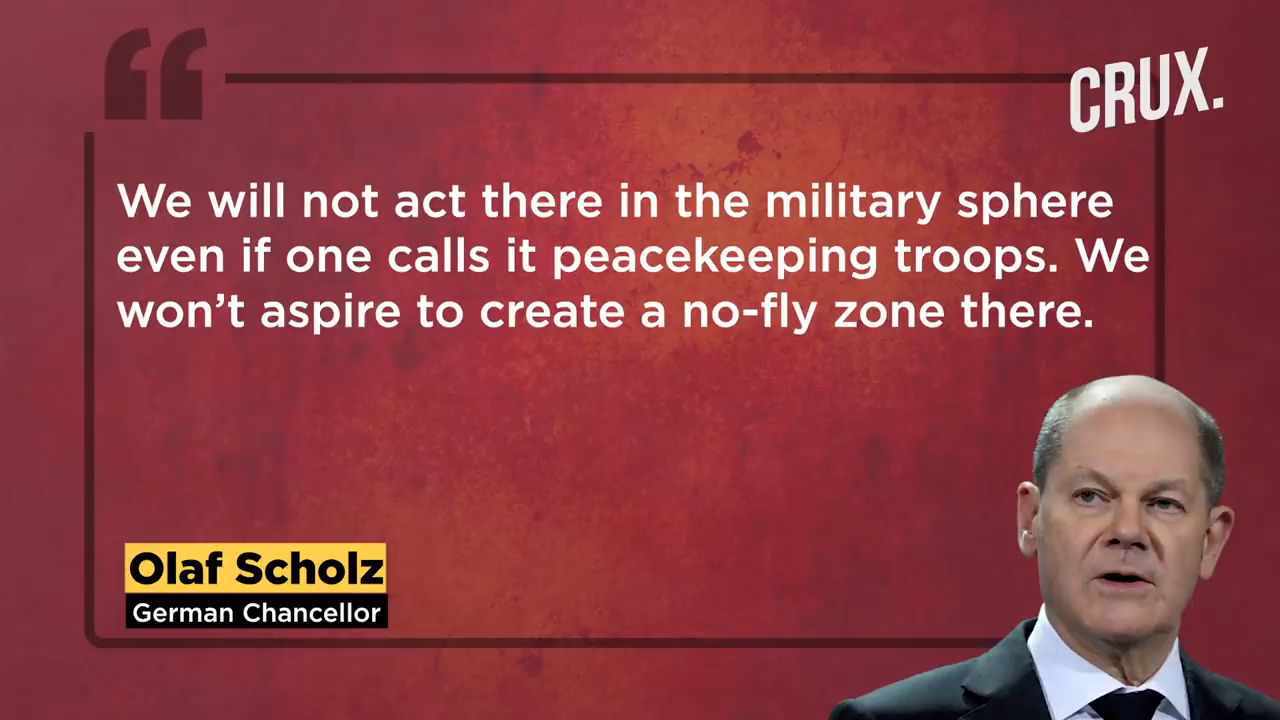 CRUX.
We will not act there in the military sphere
even if one calls it peacekeeping troops. We
won’t aspire to create a no-fly zone there.
Olaf Scholz
German Chancellor